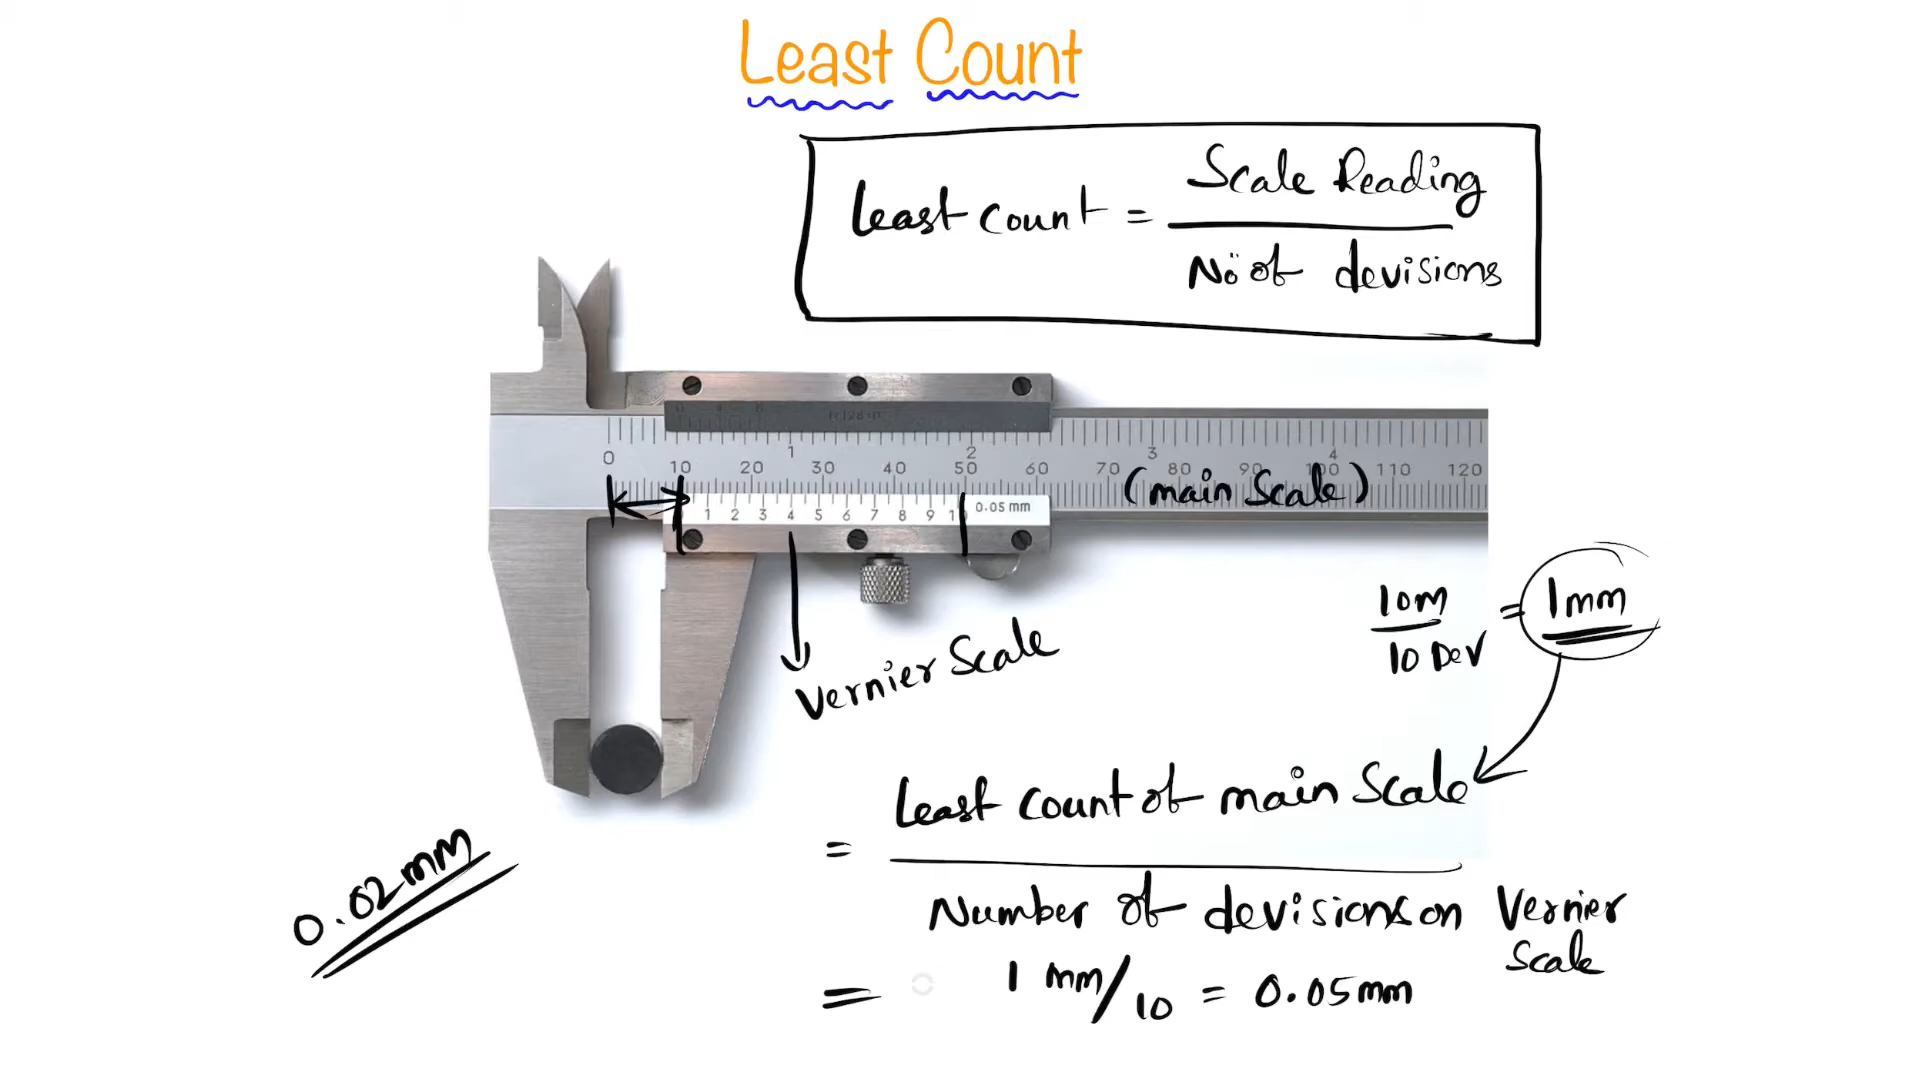 Least Count
Least count = Scale Reading
No of devisions
0 1 2 3 4
0 10 20 30 40 50 60 70 80 90 100 110 120
(main Scale)
1 2 3 4 5 6 7 8 9 1 0.05 mm
Vernier Scale
10m = 1mm
10 Dev
= Least count of main Scale
Number of devisions on Vernier
Scale
= 1 mm/10 = 0.05mm
0.02mm